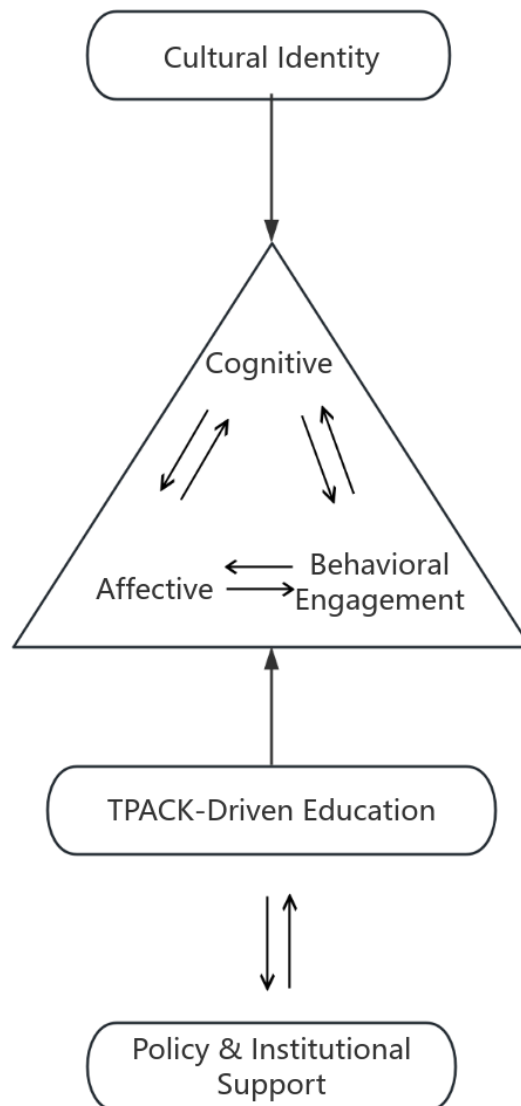 Cultural Identity
Cognitive
Affective
Behavioral
Engagement
TPACK-Driven Education
Policy & Institutional
Support